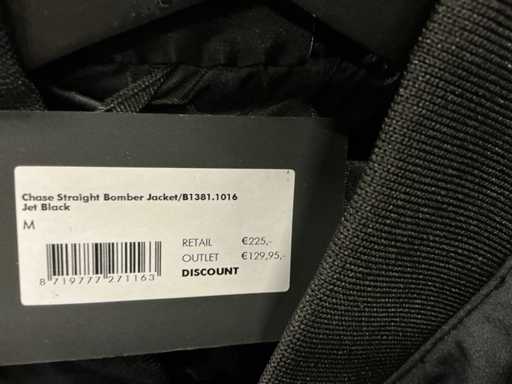 Chase Straight Bomber Jacket/B1381.1016
Jet Black
M
RETAIL €225,-
OUTLET €129,95,-
DISCOUNT
8 719777 271163